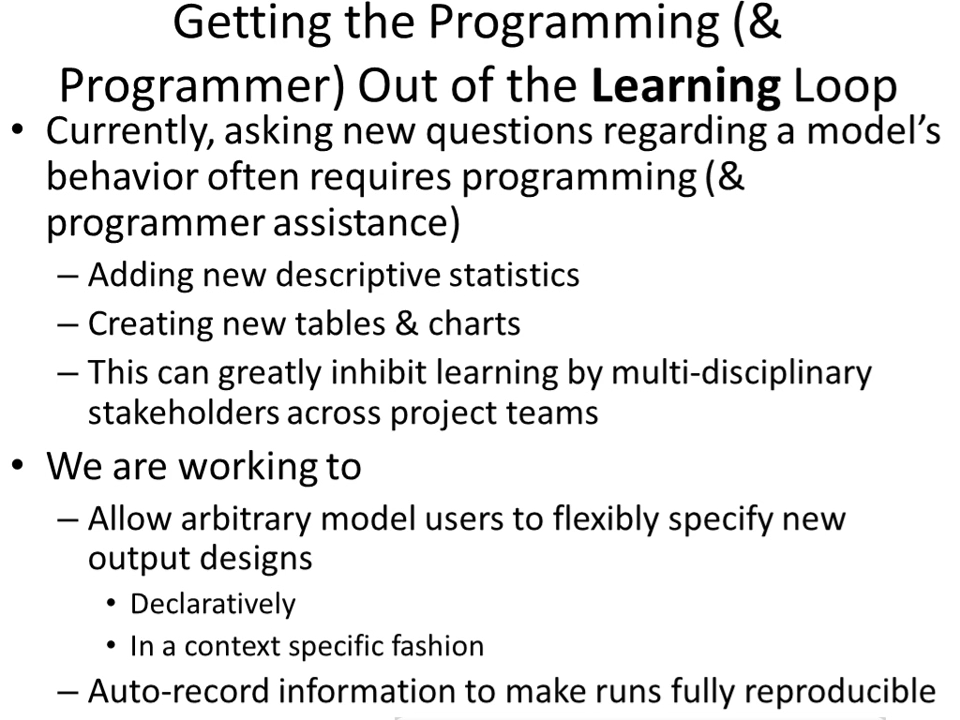 Getting the Programming (&
Programmer) Out of the Learning Loop
• Currently, asking new questions regarding a model’s
behavior often requires programming (&
programmer assistance)
– Adding new descriptive statistics
– Creating new tables & charts
– This can greatly inhibit learning by multi-disciplinary
stakeholders across project teams
• We are working to
– Allow arbitrary model users to flexibly specify new
output designs
• Declaratively
• In a context specific fashion
– Auto-record information to make runs fully reproducible